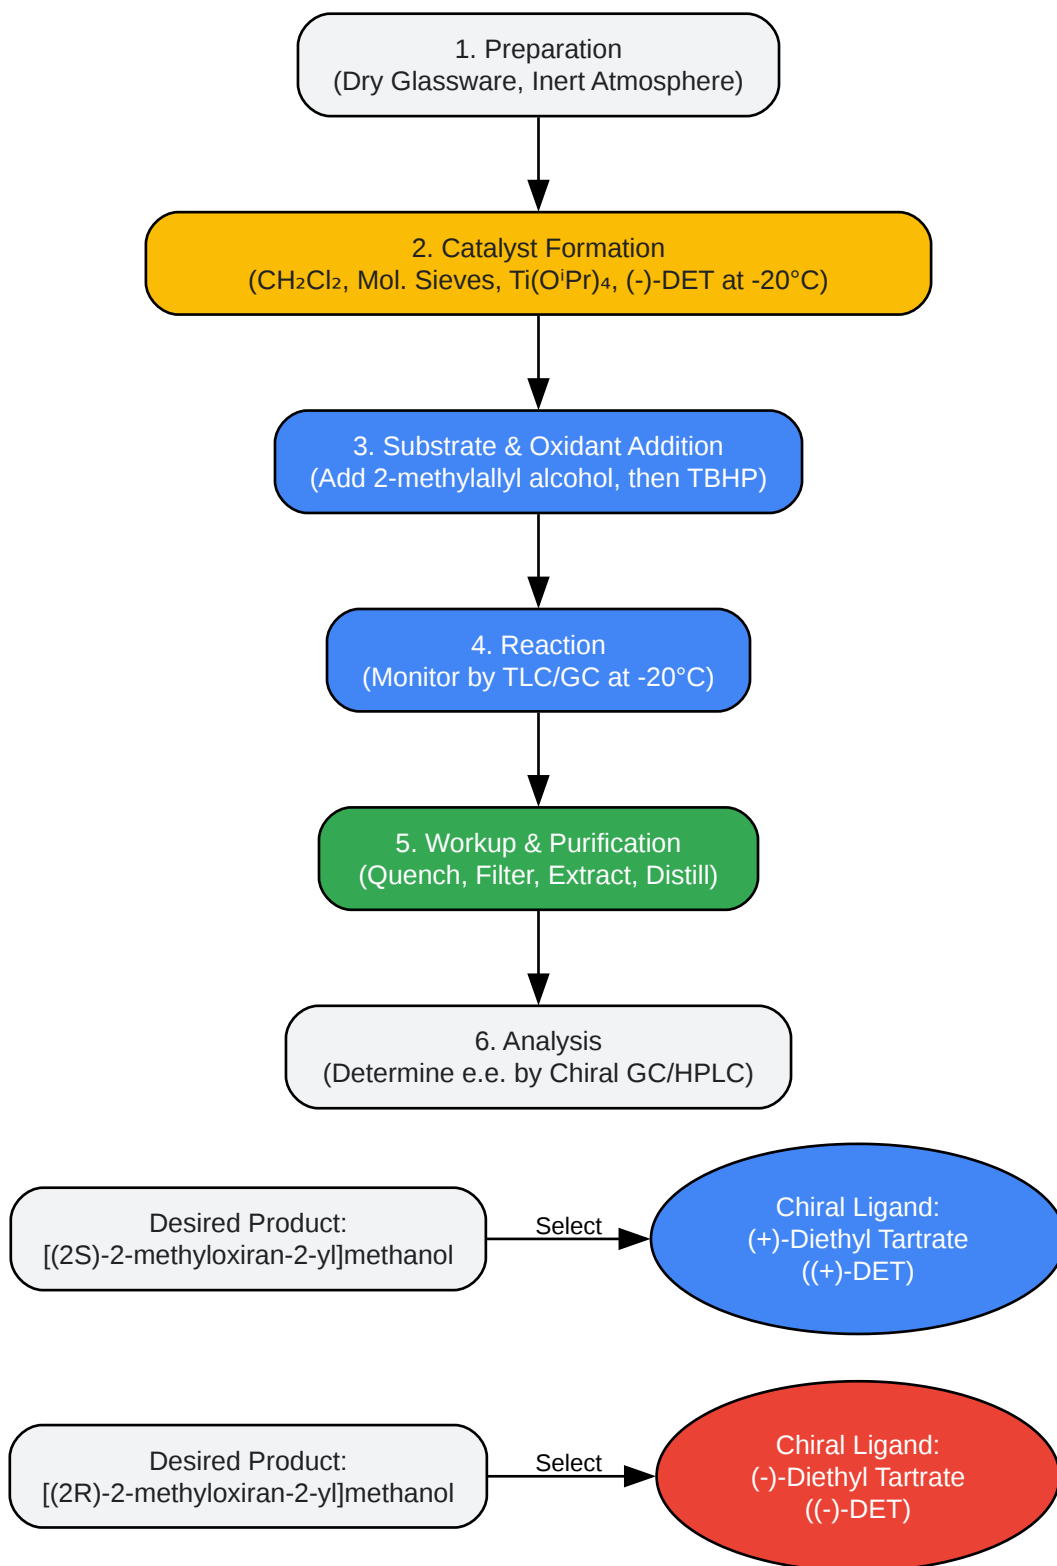 1. Preparation
(Dry Glassware, Inert Atmosphere)
2. Catalyst Formation
(CH₂Cl₂, Mol. Sieves, Ti(OⁱPr)₄, (-)-DET at -20°C)
3. Substrate & Oxidant Addition
(Add 2-methylallyl alcohol, then TBHP)
4. Reaction
(Monitor by TLC/GC at -20°C)
5. Workup & Purification
(Quench, Filter, Extract, Distill)
6. Analysis
(Determine e.e. by Chiral GC/HPLC)
Desired Product:
[(2S)-2-methyloxiran-2-yl]methanol
Select
Chiral Ligand:
(+)-Diethyl Tartrate
((+)-DET)
Desired Product:
[(2R)-2-methyloxiran-2-yl]methanol
Select
Chiral Ligand:
(-)-Diethyl Tartrate
((-)-DET)